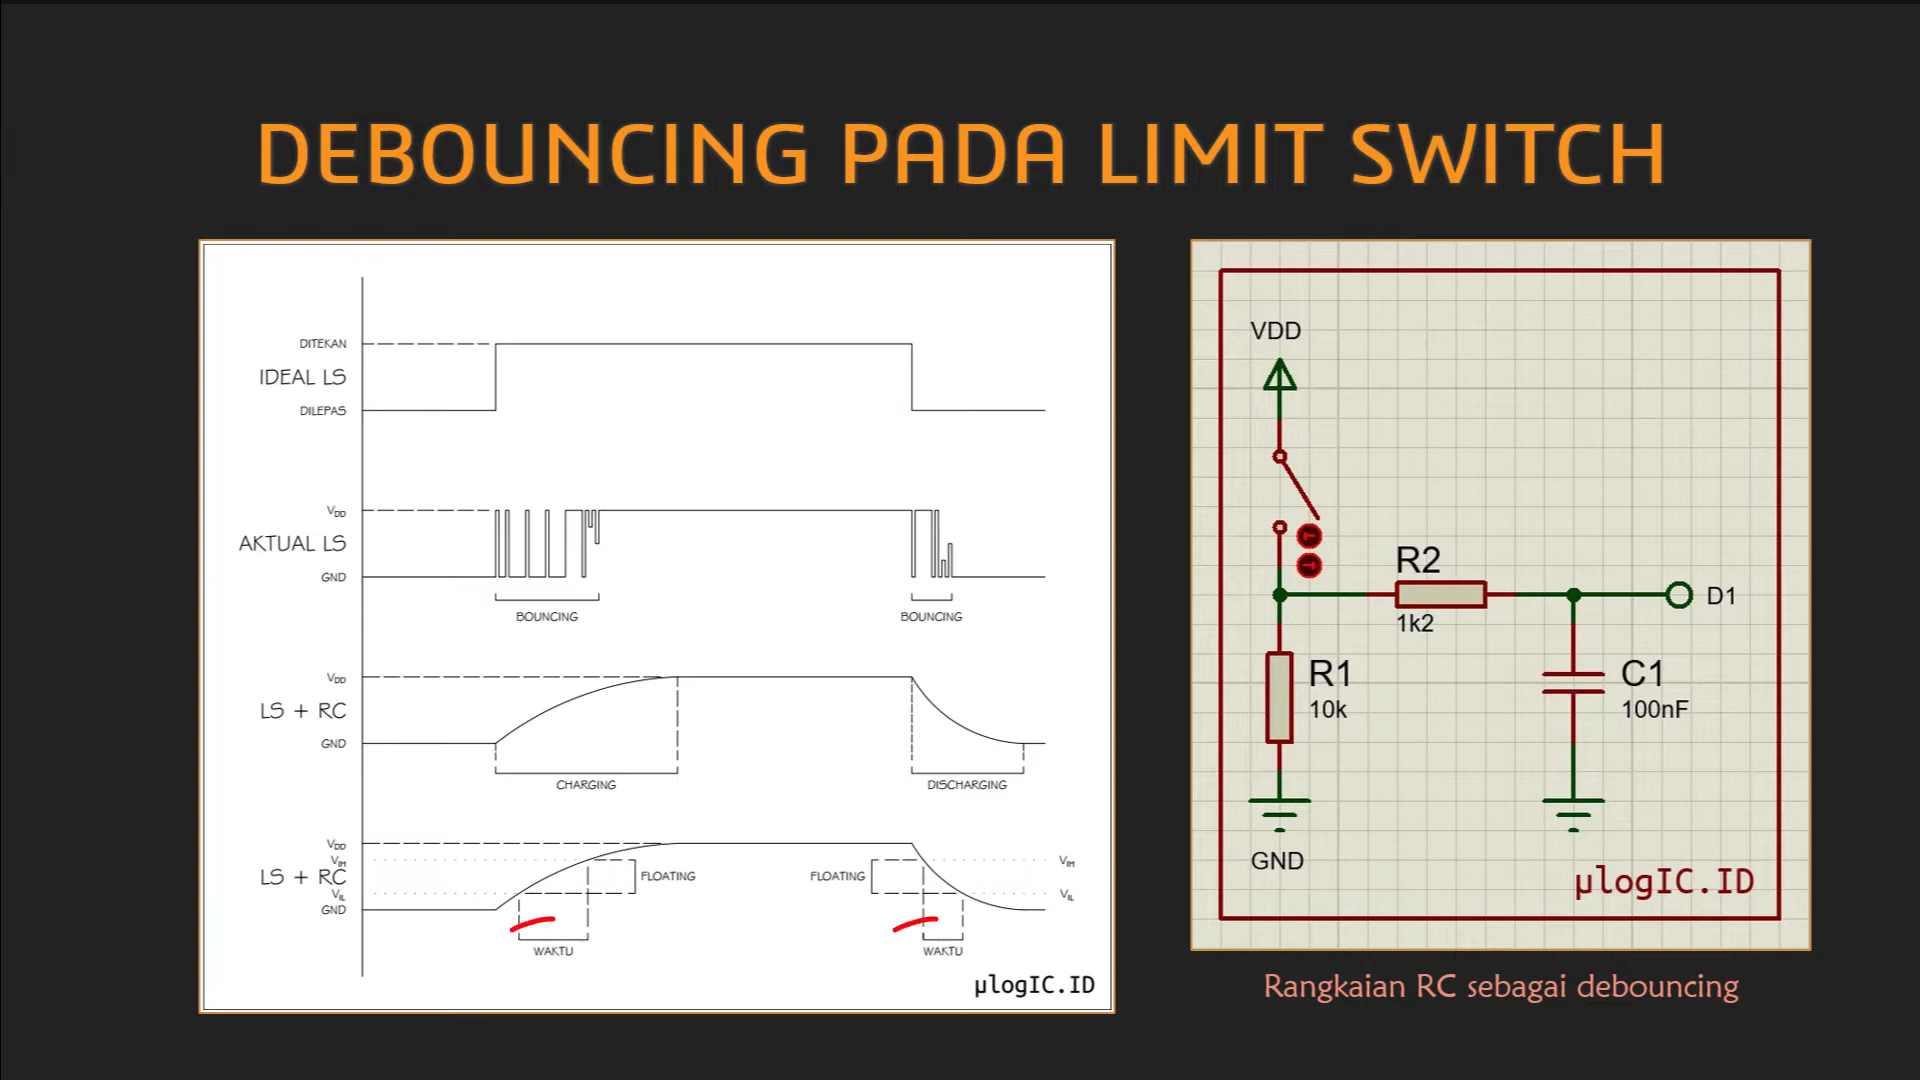 DEBOUNCING PADA LIMIT SWITCH
DITEKAN
IDEAL LS
DILEPAS
VDD
AKTUAL LS
GND
BOUNCING
BOUNCING
VDD
LS + RC
GND
CHARGING
DISCHARGING
VDD
VIH
LS + RC
VIL
GND
FLOATING
FLOATING
VIH
VIL
WAKTU
WAKTU
µlogIC.ID
VDD
R2
1k2
D1
R1
10k
C1
100nF
GND
µlogIC.ID
Rangkaian RC sebagai debouncing